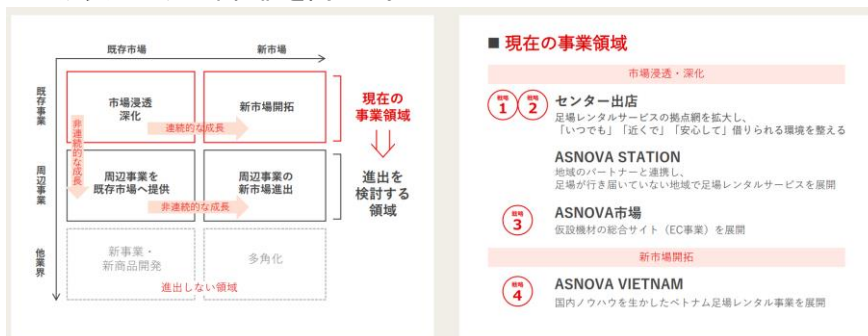 既存市場
新市場
既存事業
周辺事業
他業界
市場浸透
深化
新市場開拓
連続的な成長
非連続的な成長
周辺事業を
既存市場へ提供
周辺事業の
新市場進出
非連続的な成長
新事業・
新商品開発
多角化
進出しない領域
現在の
事業領域
進出を
検討する
領域
■ 現在の事業領域
市場浸透・深化
戦略
1
戦略
2
センター出店
足場レンタルサービスの拠点網を拡大し、
「いつでも」「近くで」「安心して」借りられる環境を整える
ASNOVA STATION
地域のパートナーと連携し、
足場が行き届いていない地域で足場レンタルサービスを展開
戦略
3
ASNOVA市場
仮設機材の総合サイト（EC事業）を展開
新市場開拓
戦略
4
ASNOVA VIETNAM
国内ノウハウを生かしたベトナム足場レンタル事業を展開